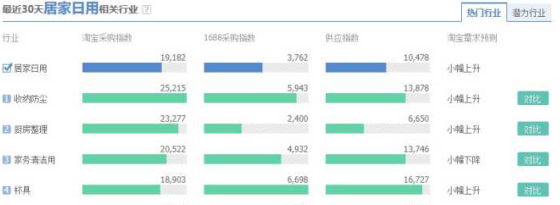 最近30天居家日用相关行业 ? 热门行业 潜力行业
行业 淘宝采购指数 1688采购指数 供应指数 淘宝需求预测
居家日用 19,182 3,762 10,478 小幅上升
1 收纳防尘 25,215 5,943 13,878 小幅上升 对比
2 厨房整理 23,277 2,400 6,650 小幅上升 对比
3 家务清洁用 20,522 4,932 13,746 小幅下降 对比
4 杯具 18,903 6,698 16,727 小幅上升 对比